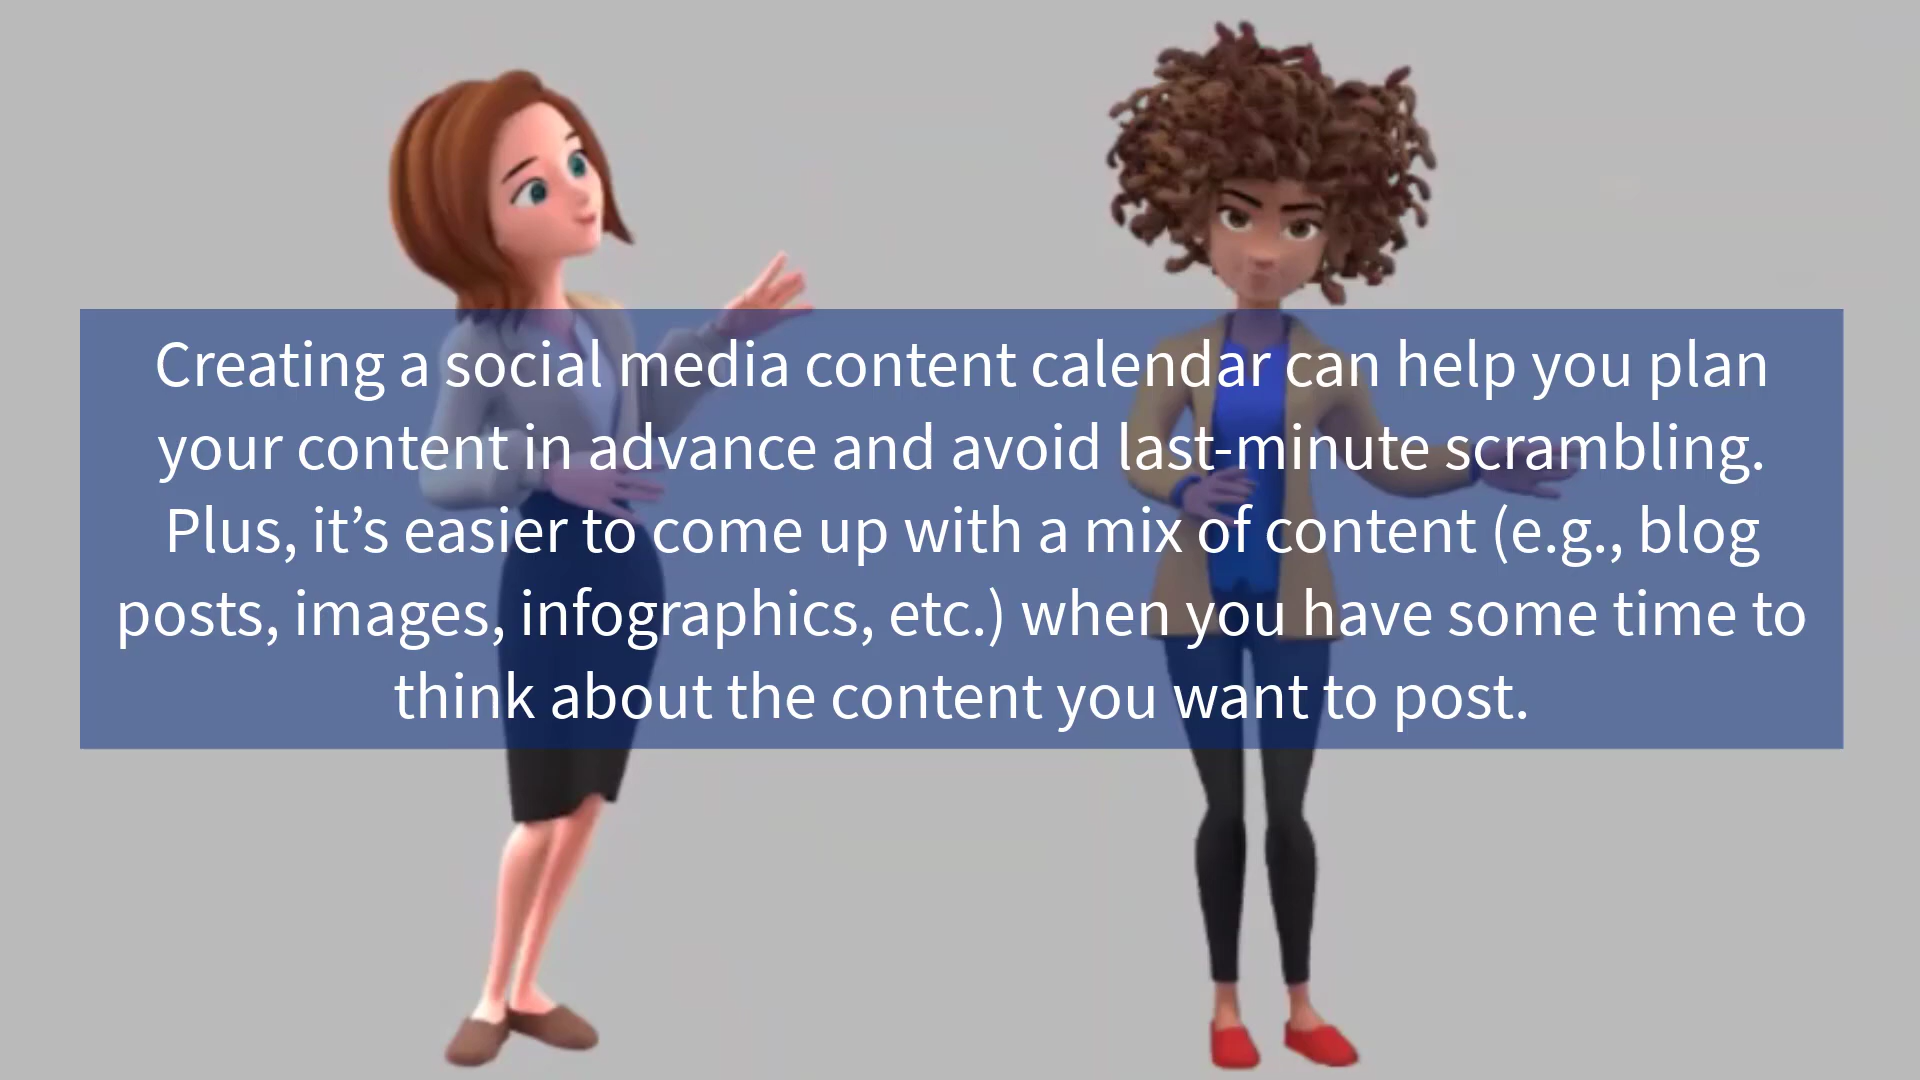 Creating a social media content calendar can help you plan
your content in advance and avoid last-minute scrambling.
Plus, it’s easier to come up with a mix of content (e.g., blog
posts, images, infographics, etc.) when you have some time to
think about the content you want to post.